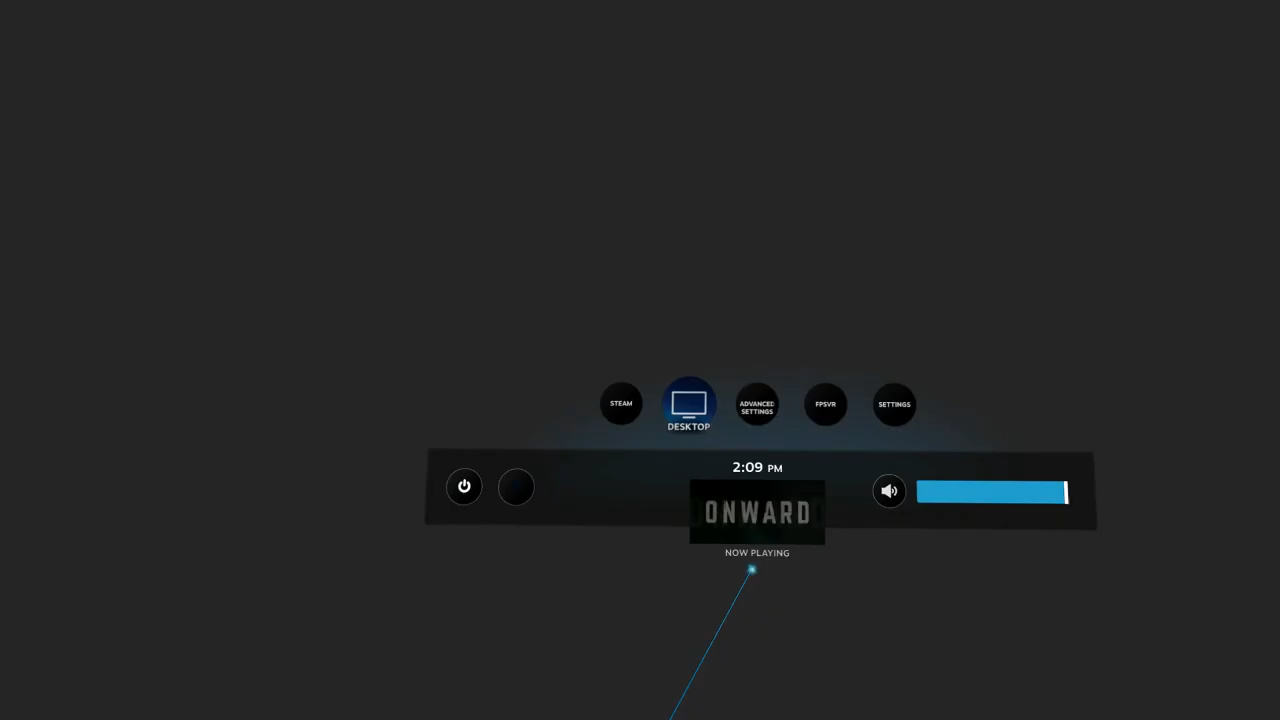 STEAM
DESKTOP
ADVANCED
SETTINGS
FPSVR
SETTINGS
2:09 PM
ONWARD
NOW PLAYING